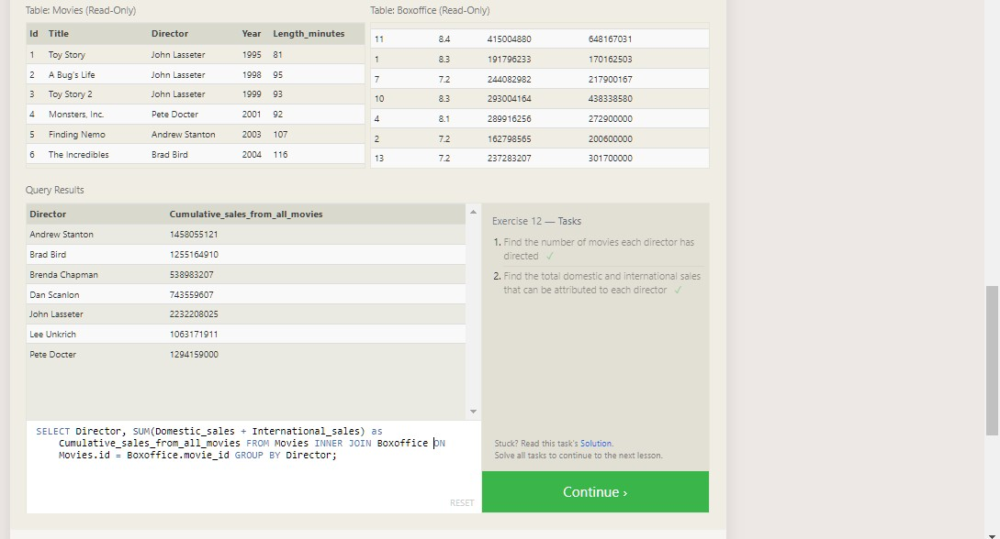 Table: Movies (Read-Only)
Id Title Director Year Length_minutes
1 Toy Story John Lasseter 1995 81
2 A Bug's Life John Lasseter 1998 95
3 Toy Story 2 John Lasseter 1999 93
4 Monsters, Inc. Pete Docter 2001 92
5 Finding Nemo Andrew Stanton 2003 107
6 The Incredibles Brad Bird 2004 116
Table: Boxoffice (Read-Only)
11 8.4 415004880 648167031
1 8.3 191796233 170162503
7 7.2 244082982 217900167
10 8.3 293004164 438338580
4 8.1 289916256 272900000
2 7.2 162798565 200600000
13 7.2 237283207 301700000
Query Results
Director Cumulative_sales_from_all_movies
Andrew Stanton 1458055121
Brad Bird 1255164910
Brenda Chapman 538983207
Dan Scanlon 743559607
John Lasseter 2232208025
Lee Unkrich 1063171911
Pete Docter 1294159000
SELECT Director, SUM(Domestic_sales + International_sales) as
Cumulative_sales_from_all_movies FROM Movies INNER JOIN Boxoffice ON
Movies.id = Boxoffice.movie_id GROUP BY Director;
RESET
Exercise 12 — Tasks
1. Find the number of movies each director has
directed ✓
2. Find the total domestic and international sales
that can be attributed to each director ✓
Stuck? Read this task's Solution.
Solve all tasks to continue to the next lesson.
Continue ›